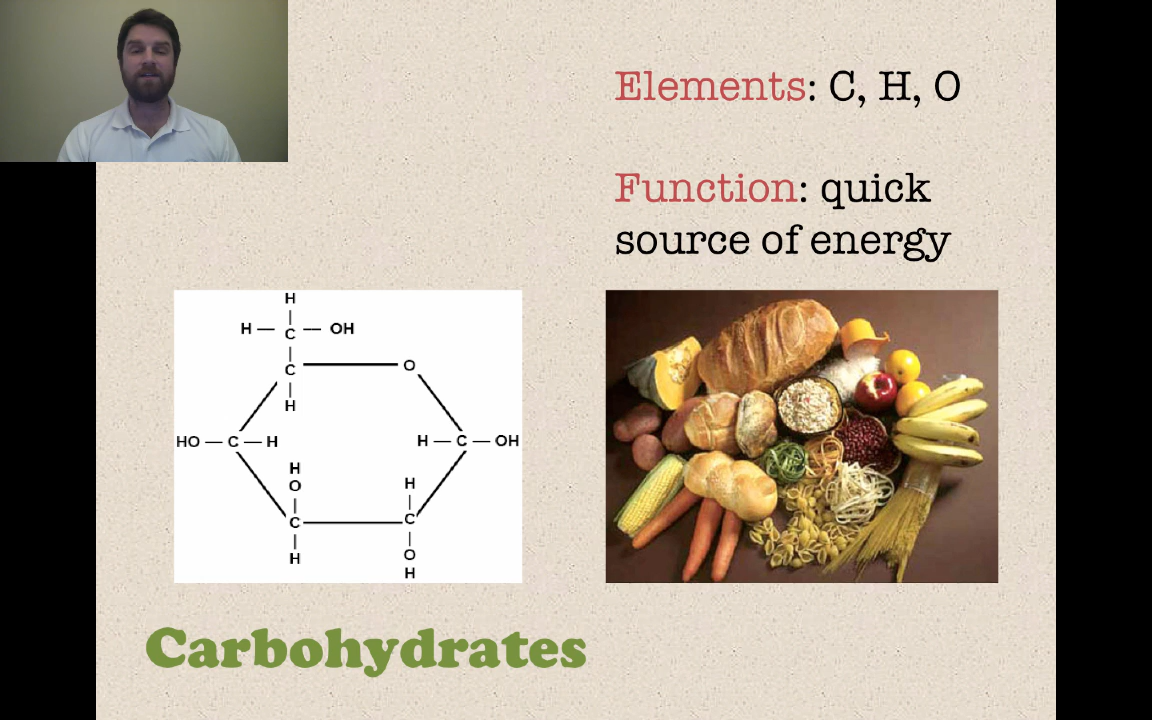 Elements: C, H, O
Function: quick
source of energy
H
H — C — OH
C
O
H
HO — C — H
H — C — OH
H
O
H
C
C
H
O
H
Carbohydrates